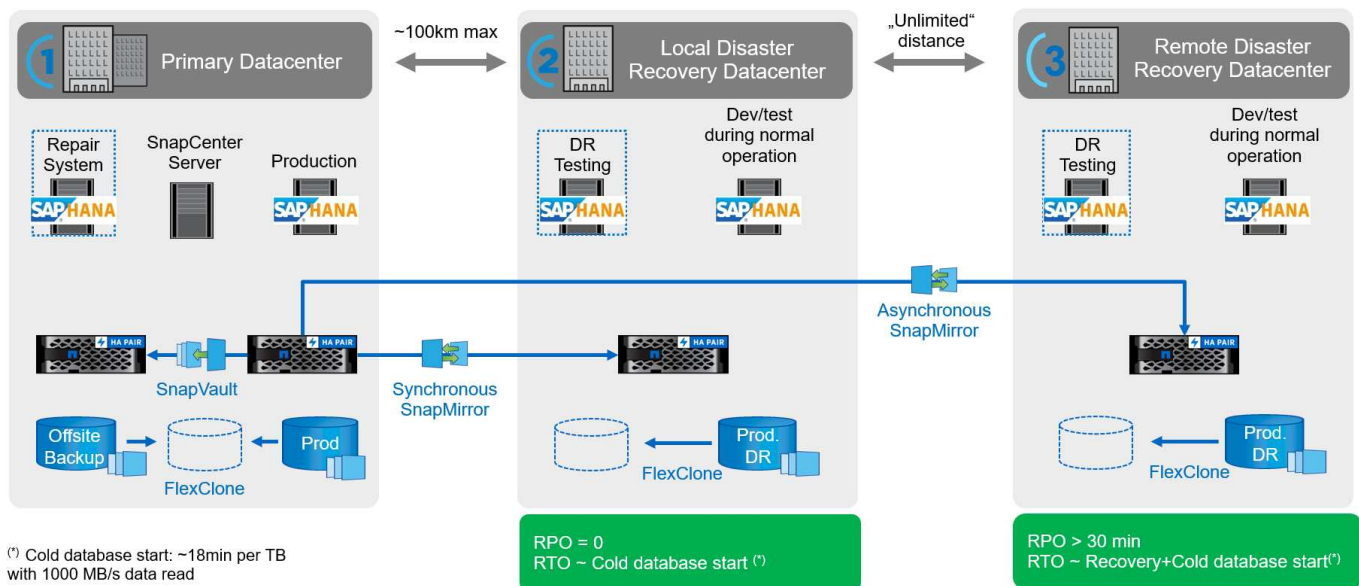 1
Primary Datacenter
~100km max
2
Local Disaster
Recovery Datacenter
„Unlimited“
distance
3
Remote Disaster
Recovery Datacenter
Repair
System
SAP HANA
SnapCenter
Server
Production
SAP HANA
DR
Testing
SAP HANA
Dev/test
during normal
operation
SAP HANA
DR
Testing
SAP HANA
Dev/test
during normal
operation
SAP HANA
HA PAIR
SnapVault
HA PAIR
Synchronous
SnapMirror
HA PAIR
Asynchronous
SnapMirror
HA PAIR
Offsite
Backup
FlexClone
Prod
FlexClone
Prod.
DR
FlexClone
Prod.
DR
(*) Cold database start: ~18min per TB
with 1000 MB/s data read
RPO = 0
RTO ~ Cold database start (*)
RPO > 30 min
RTO ~ Recovery+Cold database start(*)